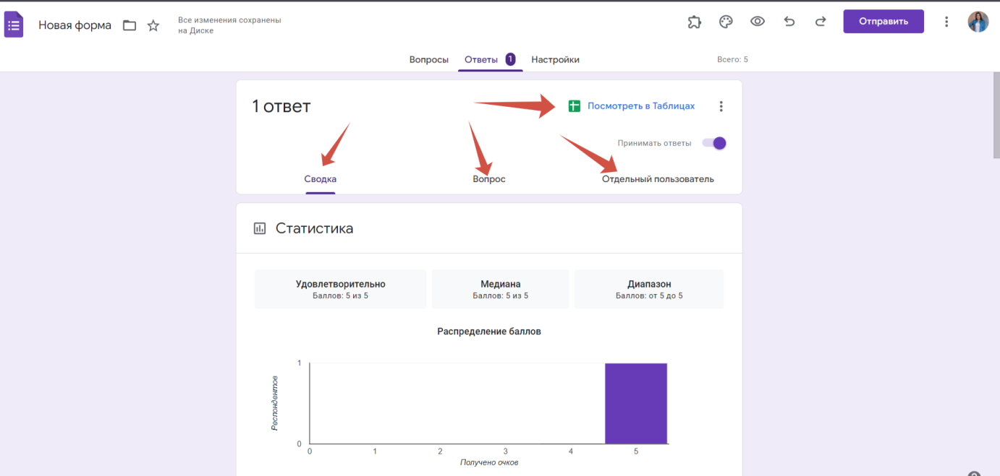 Новая форма
Все изменения сохранены
на Диске
Отправить
Вопросы
Ответы 1
Настройки
Всего: 5
1 ответ
Посмотреть в Таблицах
Принимать ответы
Сводка
Вопрос
Отдельный пользователь
Статистика
Удовлетворительно
Баллов: 5 из 5
Медиана
Баллов: 5 из 5
Диапазон
Баллов: от 5 до 5
Распределение баллов
Респондентов
1
0
0 1 2 3 4 5
Получено очков